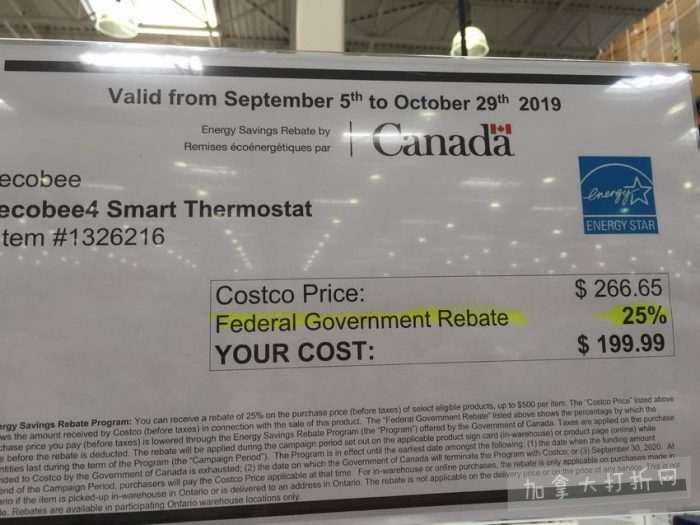 Valid from September 5th to October 29th 2019
Energy Savings Rebate by
Remises écoénergétiques par
Canada
ecobee
ecobee4 Smart Thermostat
tem #1326216
energy
ENERGY STAR
Costco Price: $ 266.65
Federal Government Rebate 25%
YOUR COST: $ 199.99
ergy Savings Rebate Program: You can receive a rebate of 25% on the purchase price (before taxes) of select eligible products, up to $500 per item. The "Costco Price" listed above
ws the amount received by Costco (before taxes) in connection with the sale of this product. The "Federal Government Rebate" listed above shows the percentage by which the
hase price you pay (before taxes) is lowered through the Energy Savings Rebate Program (the "Program") offered by the Government of Canada. Taxes are applied on the purchase
e before the rebate is deducted. The rebate will be applied during the campaign period set out on the applicable product sign card (in-warehouse) or product page (online) while
ntities last during the term of the Program (the "Campaign Period"). The Program is in effect until the earliest date amongst the following: (1) the date when the funding amount
ded to Costco by the Government of Canada is exhausted; (2) the date on which the Government of Canada will terminate the Program with Costco; or (3) September 30, 2020. At
end of the Campaign Period, purchasers will pay the Costco Price applicable at that time. For in-warehouse or online purchases, the rebate is only applicable on purchases made in
ario if the item is picked-up in-warehouse in Ontario or is delivered to an address in Ontario. The rebate is not applicable on the delivery price or on the price of any service.
le. Rebates are available in participating Ontario warehouse locations only.
加拿大打折网